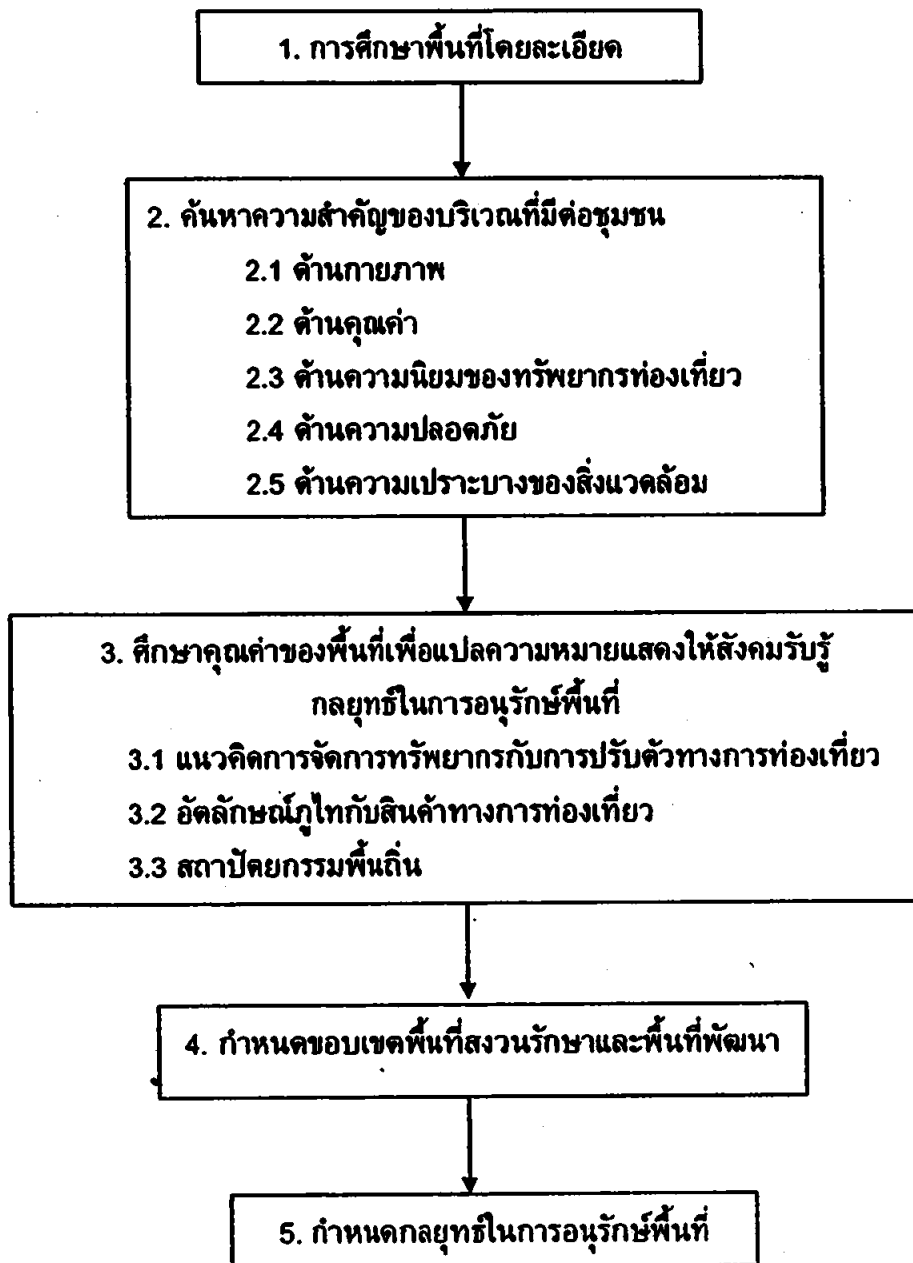 1. การศึกษาพื้นที่โดยละเอียด
2. ค้นหาความสำคัญของบริเวณที่มีต่อชุมชน
2.1 ด้านกายภาพ
2.2 ด้านคุณค่า
2.3 ด้านความนิยมของทรัพยากรท่องเที่ยว
2.4 ด้านความปลอดภัย
2.5 ด้านความเปราะบางของสิ่งแวดล้อม
3. ศึกษาคุณค่าของพื้นที่เพื่อแปลความหมายแสดงให้สังคมรับรู้
กลยุทธ์ในการอนุรักษ์พื้นที่
3.1 แนวคิดการจัดการทรัพยากรกับการปรับตัวทางการท่องเที่ยว
3.2 อัตลักษณ์ภูไทกับสินค้าทางการท่องเที่ยว
3.3 สถาปัตยกรรมพื้นถิ่น
4. กำหนดขอบเขตพื้นที่สงวนรักษาและพื้นที่พัฒนา
5. กำหนดกลยุทธ์ในการอนุรักษ์พื้นที่